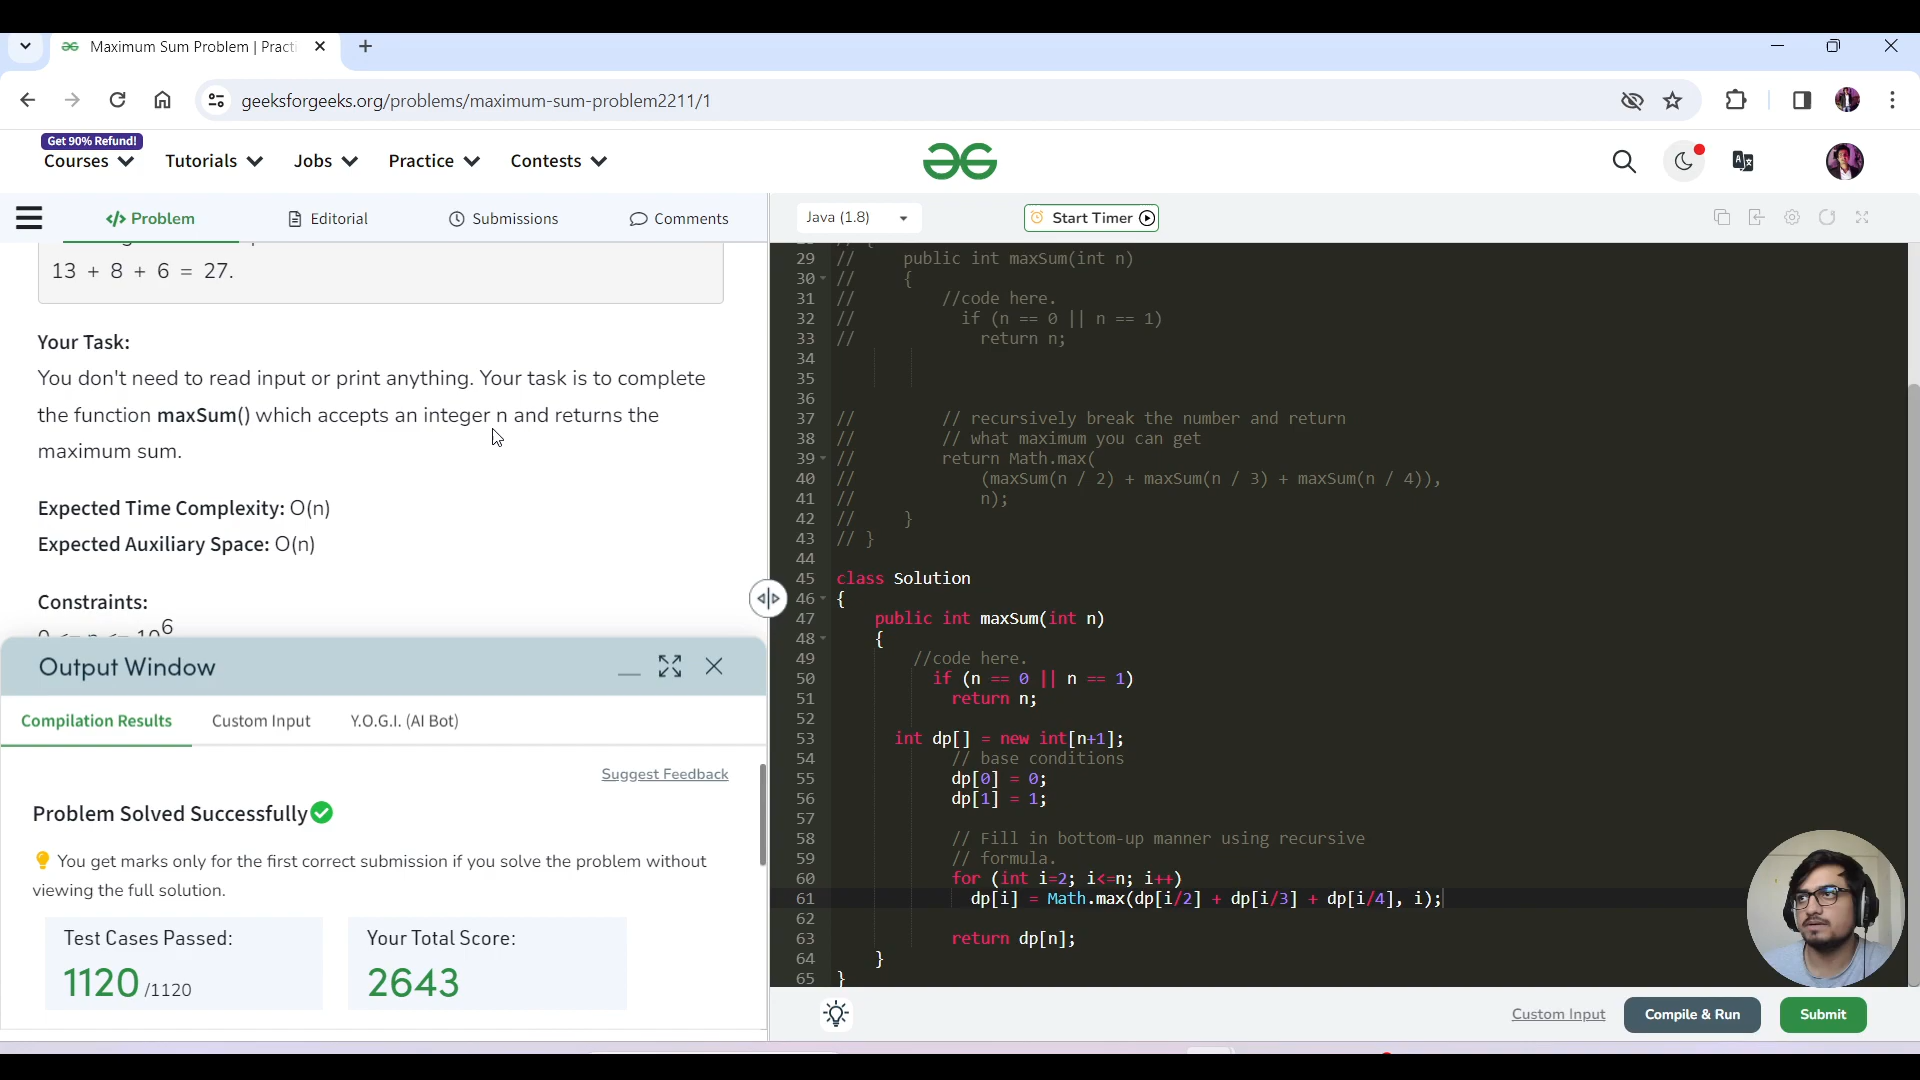 Maximum Sum Problem | Practi
geeksforgeeks.org/problems/maximum-sum-problem2211/1
Get 90% Refund!
Courses Tutorials Jobs Practice Contests
</> Problem Editorial Submissions Comments
Java (1.8) Start Timer
13 + 8 + 6 = 27.
Your Task:
You don't need to read input or print anything. Your task is to complete
the function maxSum() which accepts an integer n and returns the
maximum sum.
Expected Time Complexity: O(n)
Expected Auxiliary Space: O(n)
Constraints:
0 <= n <= 10^6
Output Window
Compilation Results Custom Input Y.O.G.I. (AI Bot)
Suggest Feedback
Problem Solved Successfully
You get marks only for the first correct submission if you solve the problem without
viewing the full solution.
Test Cases Passed: Your Total Score:
1120 /1120 2643
29 // public int maxSum(int n)
30 // {
31 // //code here.
32 // if (n == 0 || n == 1)
33 // return n;
34
35
36
37 // // recursively break the number and return
38 // // what maximum you can get
39 // return Math.max(
40 // (maxSum(n / 2) + maxSum(n / 3) + maxSum(n / 4)),
41 // n);
42 // }
43 // }
44
45 class Solution
46 {
47 public int maxSum(int n)
48 {
49 //code here.
50 if (n == 0 || n == 1)
51 return n;
52
53 int dp[] = new int[n+1];
54 // base conditions
55 dp[0] = 0;
56 dp[1] = 1;
57
58 // Fill in bottom-up manner using recursive
59 // formula.
60 for (int i=2; i<=n; i++)
61 dp[i] = Math.max(dp[i/2] + dp[i/3] + dp[i/4], i);
62
63 return dp[n];
64 }
65 }
Custom Input Compile & Run Submit